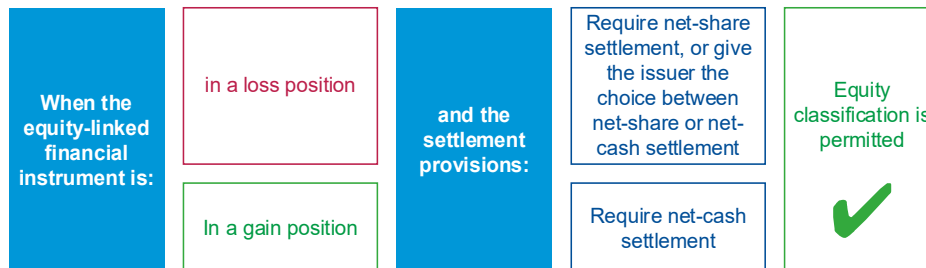 When the
equity-linked
financial
instrument is:
in a loss position
In a gain position
and the
settlement
provisions:
Require net-share
settlement, or give
the issuer the
choice between
net-share or net-
cash settlement
Require net-cash
settlement
Equity
classification is
permitted